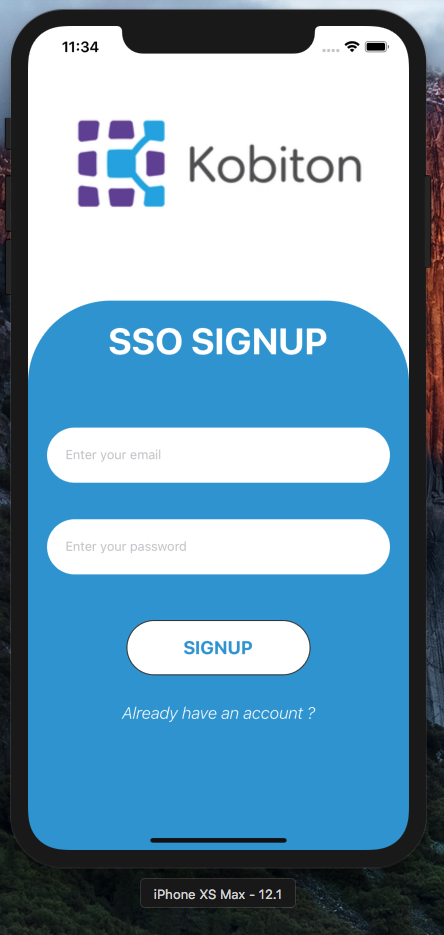 11:34
Kobiton
SSO SIGNUP
Enter your email
Enter your password
SIGNUP
Already have an account ?
iPhone XS Max - 12.1